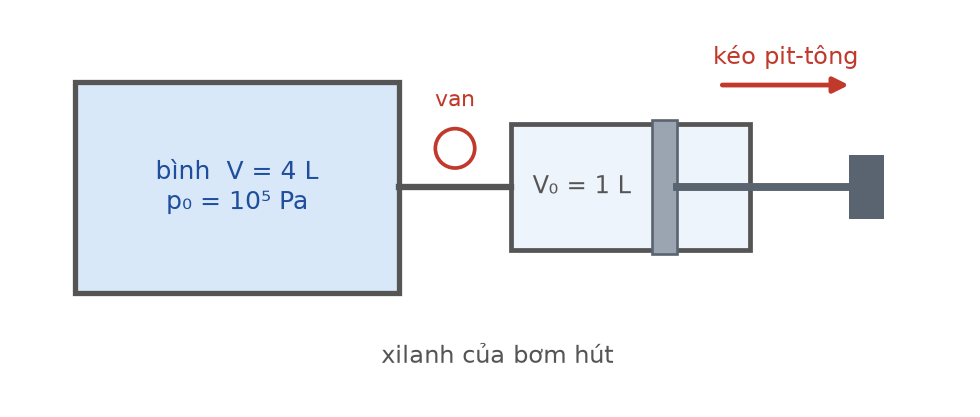 kéo pit-tông
van
bình  V = 4 L
p₀ = 10⁵ Pa
V₀ = 1 L
xilanh của bơm hút